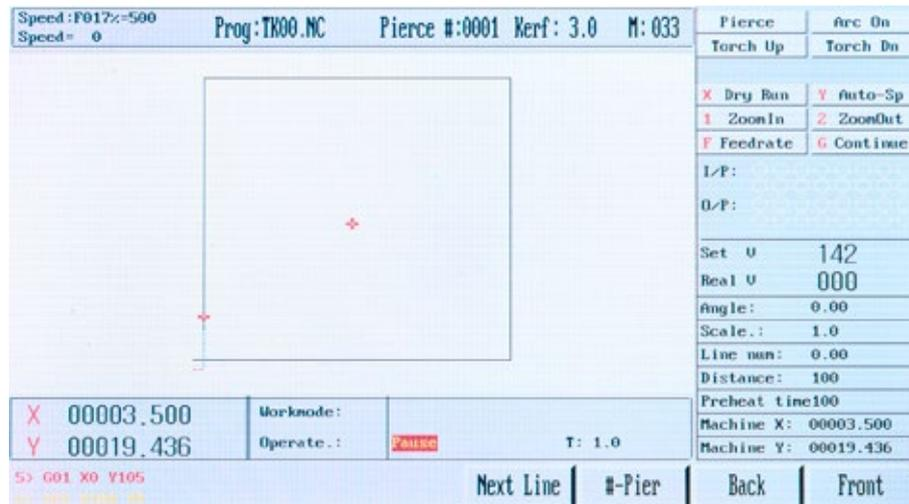 Speed:F017%=500
Speed= 0
Prog:TK00.NC
Pierce #:0001
Kerf: 3.0
M:033
Pierce
Arc On
Torch Up
Torch Dn
X Dry Run
Y Auto-Sp
1 ZoomIn
2 ZoomOut
F Feedrate
G Continue
I/P:
O/P:
Set V 142
Real V 000
Angle: 0.00
Scale.: 1.0
Line num: 0.00
Distance: 100
Preheat time100
Machine X: 00003.500
Machine Y: 00019.436
X 00003.500
Y 00019.436
Workmode:
Operate.: Pause
T: 1.0
5) G01 X0 Y105
Next Line
#-Pier
Back
Front